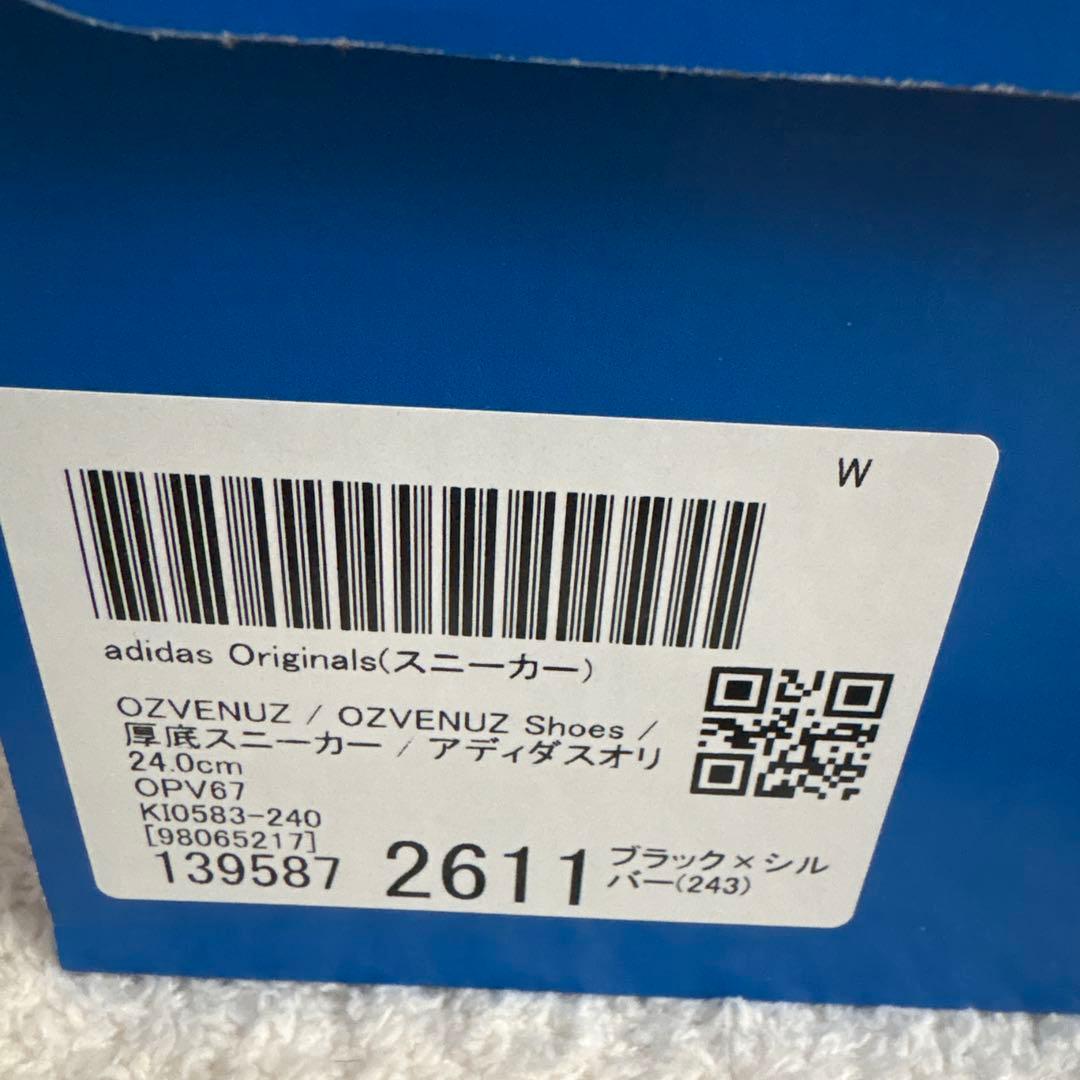 W
adidas Originals(スニーカー)
OZVENUZ / OZVENUZ Shoes /
厚底スニーカー / アディダスオリ
24.0cm
OPV67
KI0583-240
[98065217]
139587 2611 ブラック×シル
バー(243)